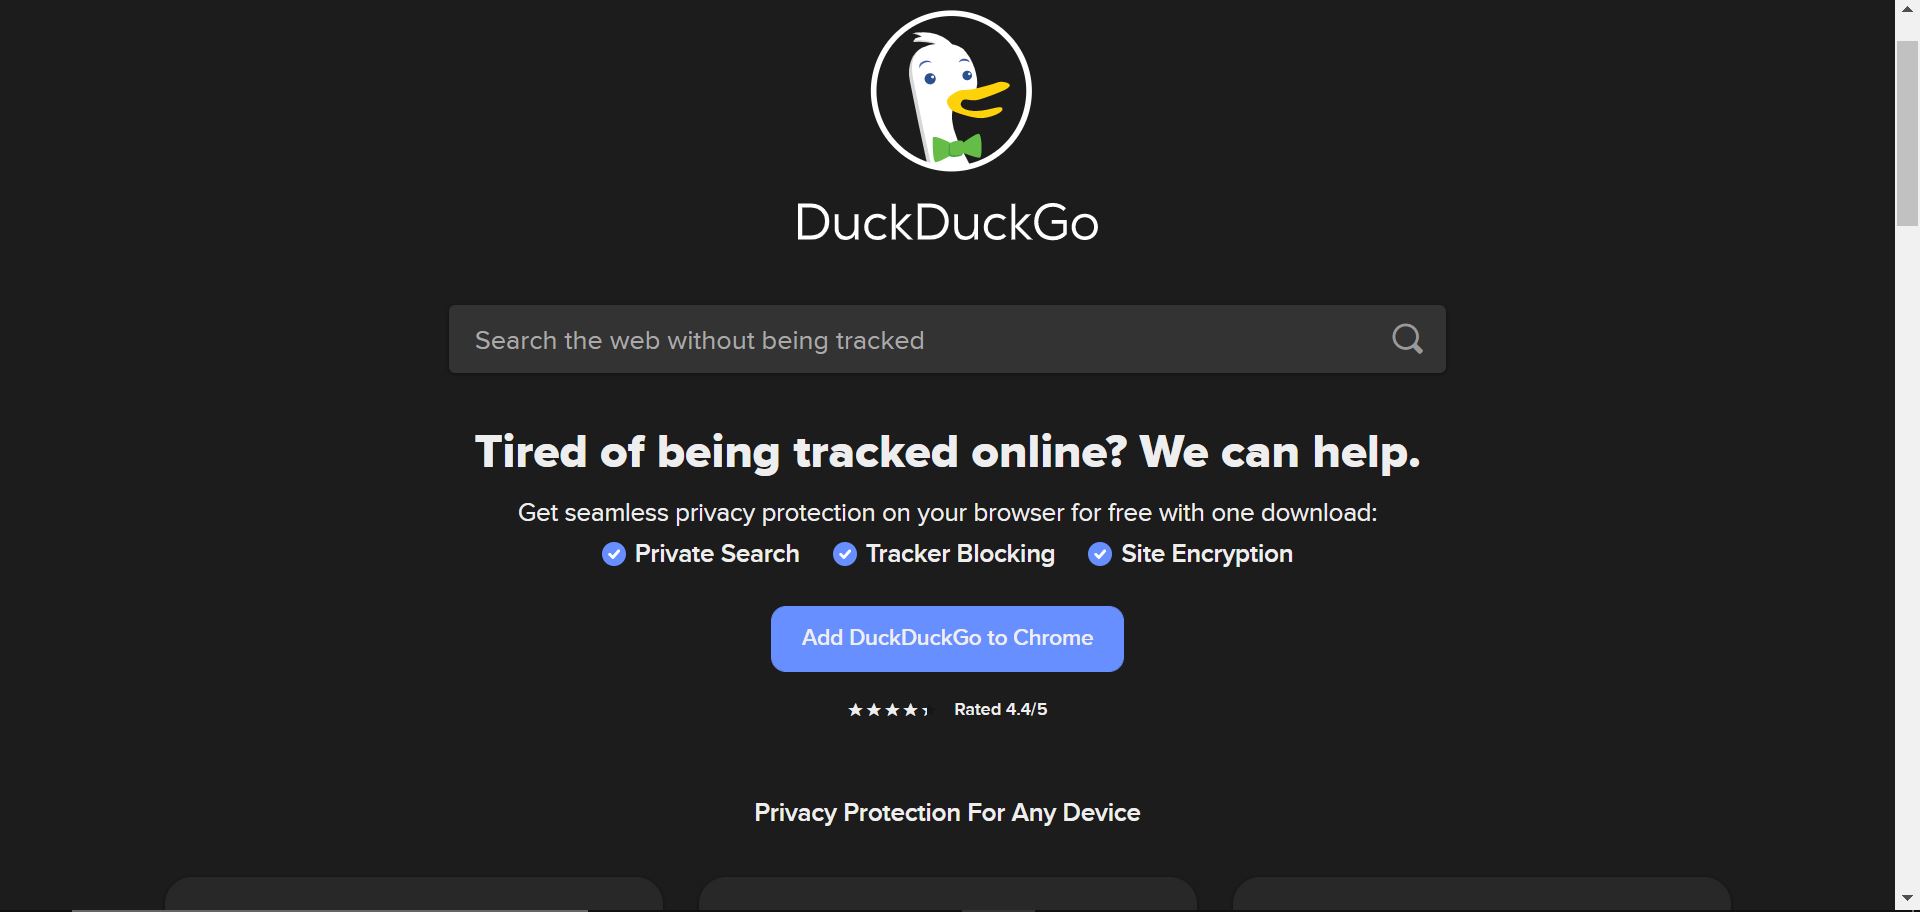 DuckDuckGo
Search the web without being tracked
Tired of being tracked online? We can help.
Get seamless privacy protection on your browser for free with one download:
Private Search Tracker Blocking Site Encryption
Add DuckDuckGo to Chrome
Rated 4.4/5
Privacy Protection For Any Device